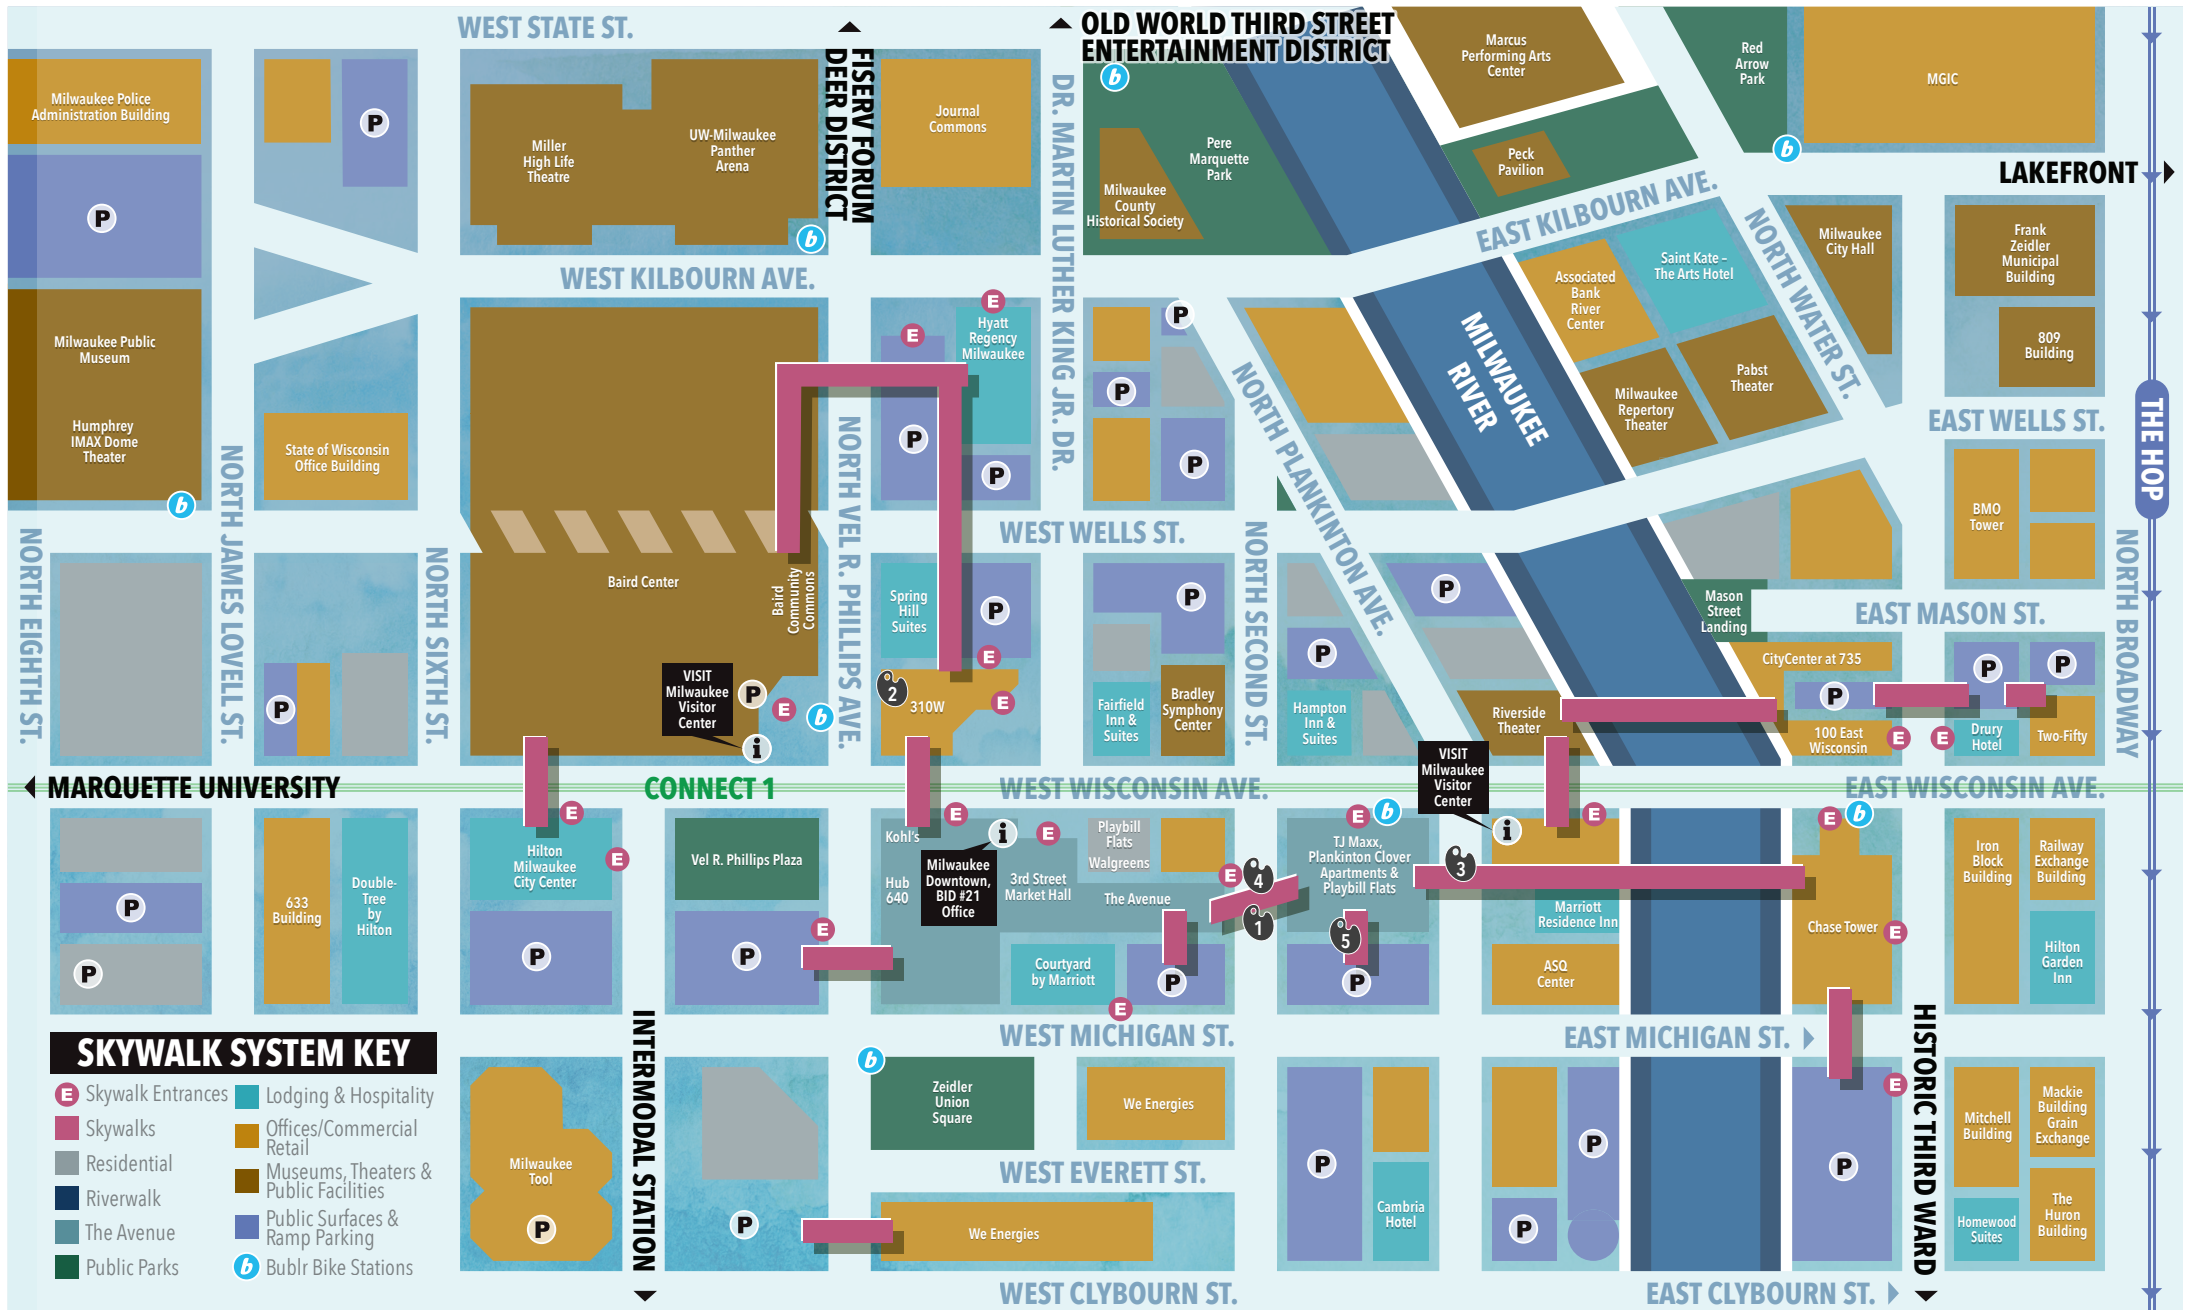 WEST STATE ST.
FISERV FORUM
DEER DISTRICT
OLD WORLD THIRD STREET
ENTERTAINMENT DISTRICT
b
Milwaukee Police
Administration Building
P
P
Miller
High Life
Theatre
UW-Milwaukee
Panther
Arena
b
Journal
Commons
DR. MARTIN LUTHER KING JR. DR.
Milwaukee
County
Historical Society
Pere
Marquette
Park
Marcus
Performing Arts
Center
Peck
Pavilion
Red
Arrow
Park
b
MGIC
LAKEFRONT
WEST KILBOURN AVE.
EAST KILBOURN AVE.
NORTH WATER ST.
Milwaukee Public
Museum
Humphrey
IMAX Dome
Theater
b
State of Wisconsin
Office Building
E
E
Hyatt
Regency
Milwaukee
P
P
P
P
P
NORTH PLANKINTON AVE.
MILWAUKEE
RIVER
Associated
Bank
River
Center
Saint Kate –
The Arts Hotel
Milwaukee
Repertory
Theater
Pabst
Theater
Milwaukee
City Hall
Frank
Zeidler
Municipal
Building
809
Building
EAST WELLS ST.
THE HOP
NORTH EIGHTH ST.
NORTH JAMES LOVELL ST.
NORTH SIXTH ST.
NORTH VEL R. PHILLIPS AVE.
WEST WELLS ST.
NORTH SECOND ST.
NORTH BROADWAY
BMO
Tower
P
Baird Center
Baird
Community
Commons
VISIT
Milwaukee
Visitor
Center
P
E
b
i
Spring
Hill
Suites
P
E
2
310W
E
P
Fairfield
Inn &
Suites
Bradley
Symphony
Center
P
P
Hampton
Inn &
Suites
Riverside
Theater
Mason
Street
Landing
EAST MASON ST.
CityCenter at 735
P
P
P
100 East
Wisconsin
E
E
Drury
Hotel
Two-Fifty
MARQUETTE UNIVERSITY
CONNECT 1
WEST WISCONSIN AVE.
EAST WISCONSIN AVE.
VISIT
Milwaukee
Visitor
Center
i
E
P
P
633
Building
Double-
Tree
by
Hilton
E
Hilton
Milwaukee
City Center
E
P
Vel R. Phillips Plaza
P
E
Kohl's
E
Hub
640
i
Milwaukee
Downtown,
BID #21
Office
E
3rd Street
Market Hall
Playbill
Flats
Walgreens
The Avenue
Courtyard
by Marriott
E
P
E
4
1
E
b
TJ Maxx,
Plankinton Clover
Apartments &
Playbill Flats
5
P
3
Marriott
Residence Inn
ASQ
Center
E
b
Chase Tower
E
Iron
Block
Building
Railway
Exchange
Building
Hilton
Garden
Inn
WEST MICHIGAN ST.
EAST MICHIGAN ST.
INTERMODAL STATION
HISTORIC THIRD WARD
SKYWALK SYSTEM KEY
E Skywalk Entrances
Skywalks
Residential
Riverwalk
The Avenue
Public Parks
Lodging & Hospitality
Offices/Commercial
Retail
Museums, Theaters &
Public Facilities
Public Surfaces &
Ramp Parking
b Bublr Bike Stations
Milwaukee
Tool
P
P
b
Zeidler
Union
Square
We Energies
WEST EVERETT ST.
We Energies
P
Cambria
Hotel
P
P
P
E
Mitchell
Building
Mackie
Building
Grain
Exchange
Homewood
Suites
The
Huron
Building
WEST CLYBOURN ST.
EAST CLYBOURN ST.